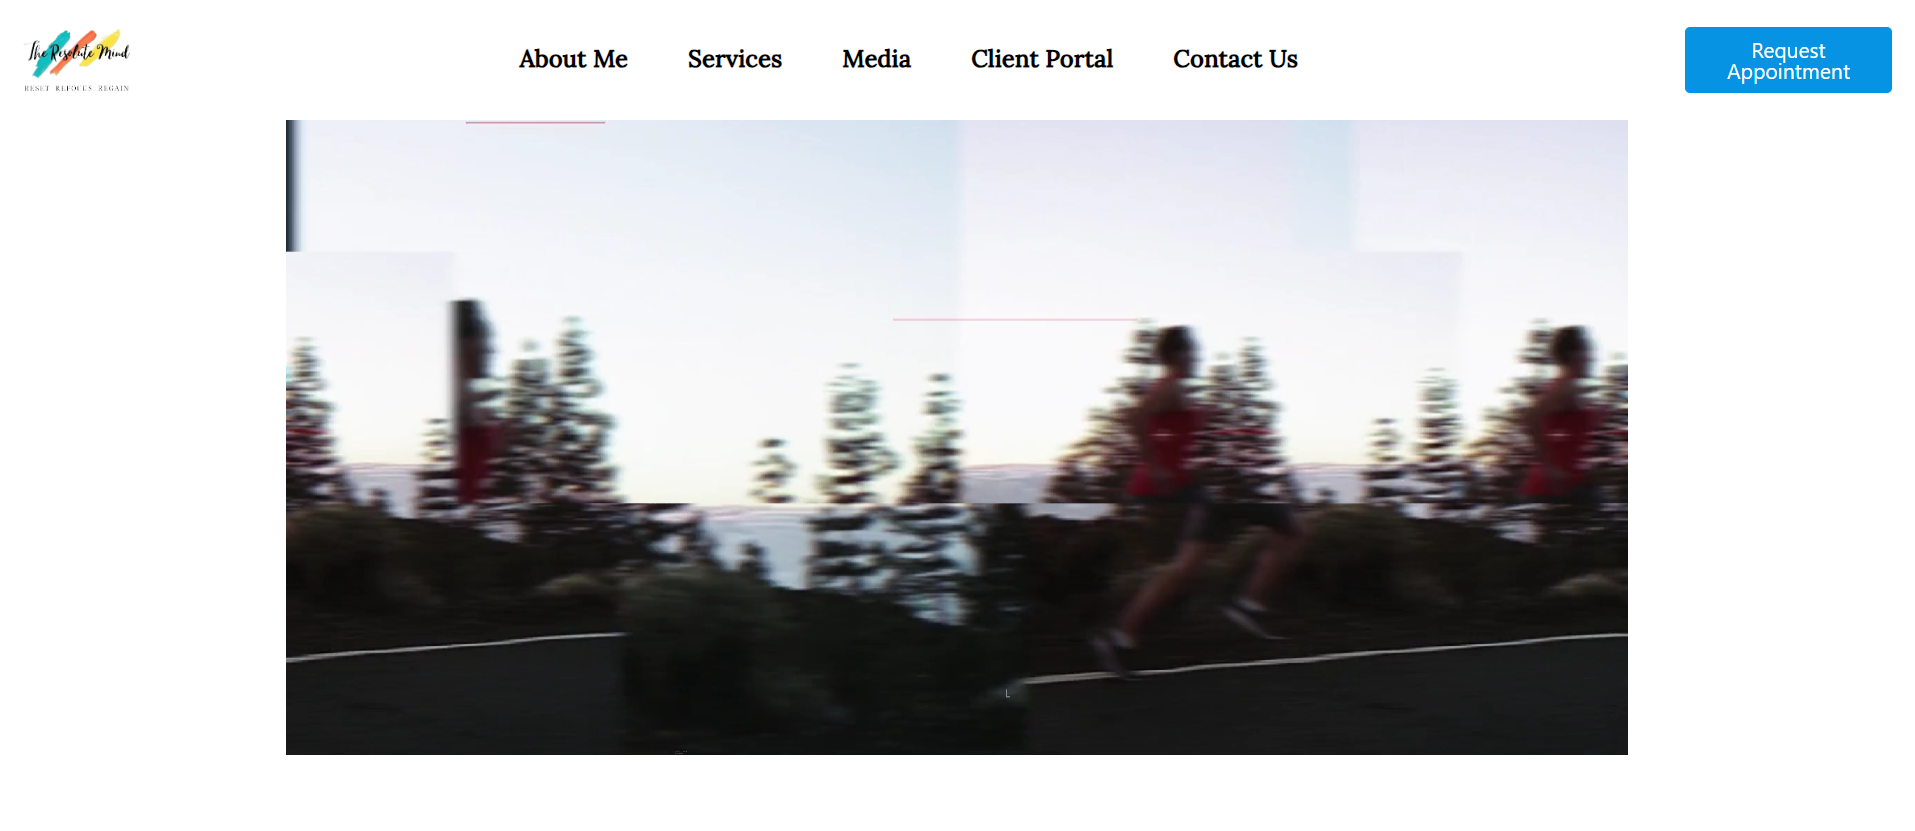 The Resolute Mind
RESET REFOCUS REGAIN
About Me
Services
Media
Client Portal
Contact Us
Request
Appointment